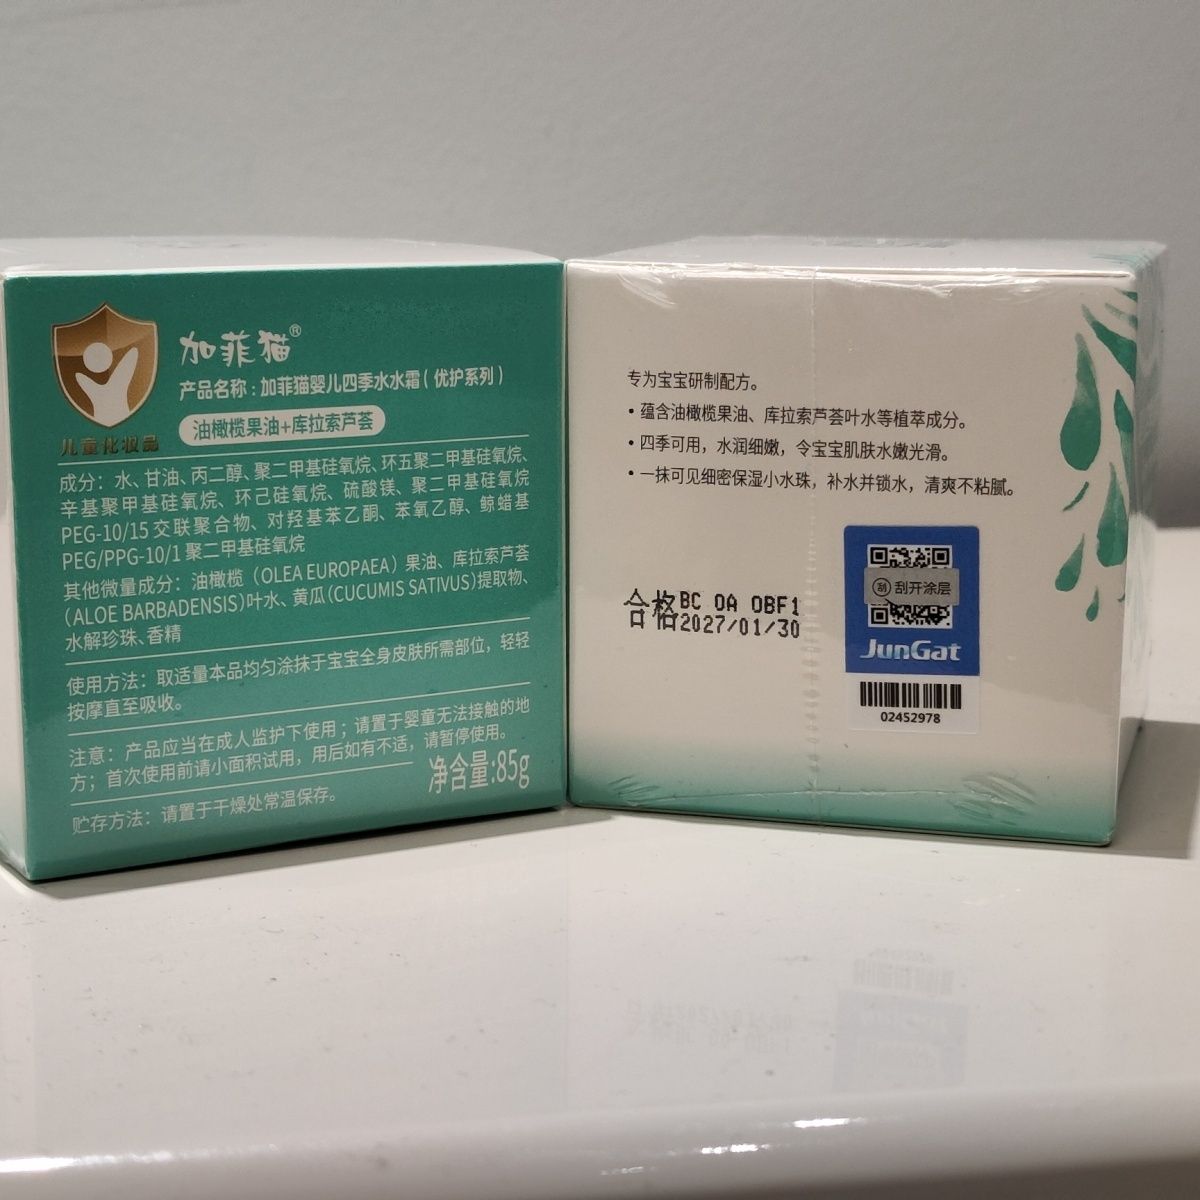 加菲猫®
产品名称:加菲猫婴儿四季水水霜(优护系列)
油橄榄果油+库拉索芦荟
儿童化妆品
成分:水、甘油、丙二醇、聚二甲基硅氧烷、环五聚二甲基硅氧烷、
辛基聚甲基硅氧烷、环己硅氧烷、硫酸镁、聚二甲基硅氧烷
PEG-10/15交联聚合物、对羟基苯乙酮、苯氧乙醇、鲸蜡基
PEG/PPG-10/1聚二甲基硅氧烷
其他微量成分:油橄榄(OLEA EUROPAEA)果油、库拉索芦荟
(ALOE BARBADENSIS)叶水、黄瓜(CUCUMIS SATIVUS)提取物、
水解珍珠、香精
使用方法:取适量本品均匀涂抹于宝宝全身皮肤所需部位,轻轻
按摩直至吸收。
注意:产品应当在成人监护下使用;请置于婴童无法接触的地
方;首次使用前请小面积试用,用后如有不适,请暂停使用。
净含量:85g
贮存方法:请置于干燥处常温保存。
专为宝宝研制配方。
•蕴含油橄榄果油、库拉索芦荟叶水等植萃成分。
•四季可用,水润细嫩,令宝宝肌肤水嫩光滑。
•一抹可见细密保湿小水珠,补水并锁水,清爽不粘腻。
合格 BC 0A 0BF1
2027/01/30
刮 刮开涂层
JunGat
02452978